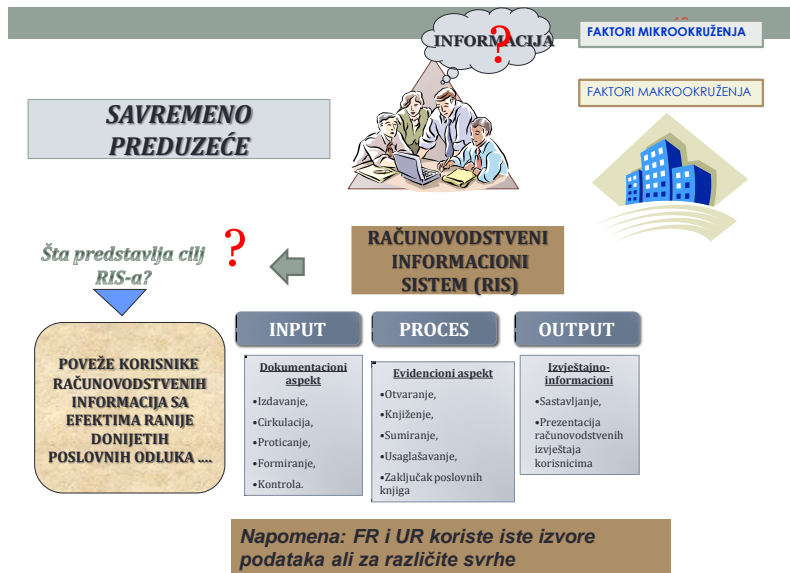 INFORMACIJA
?
FAKTORI MIKROOKRUŽENJA
FAKTORI MAKROOKRUŽENJA
SAVREMENO
PREDUZEĆE
Šta predstavlja cilj
RIS-a?
?
RAČUNOVODSTVENI
INFORMACIONI
SISTEM (RIS)
POVEŽE KORISNIKE
RAČUNOVODSTVENIH
INFORMACIJA SA
EFEKTIMA RANIJE
DONIJETIH
POSLOVNIH ODLUKA ....
INPUT
Dokumentacioni
aspekt
•Izdavanje,
•Cirkulacija,
•Proticanje,
•Formiranje,
•Kontrola.
PROCES
Evidencioni aspekt
•Otvaranje,
•Knjiženje,
•Sumiranje,
•Usaglašavanje,
•Zaključak poslovnih
knjiga
OUTPUT
Izvještajno-
informacioni
•Sastavljanje,
•Prezentacija
računovodstvenih
izvještaja
korisnicima
Napomena: FR i UR koriste iste izvore
podataka ali za različite svrhe